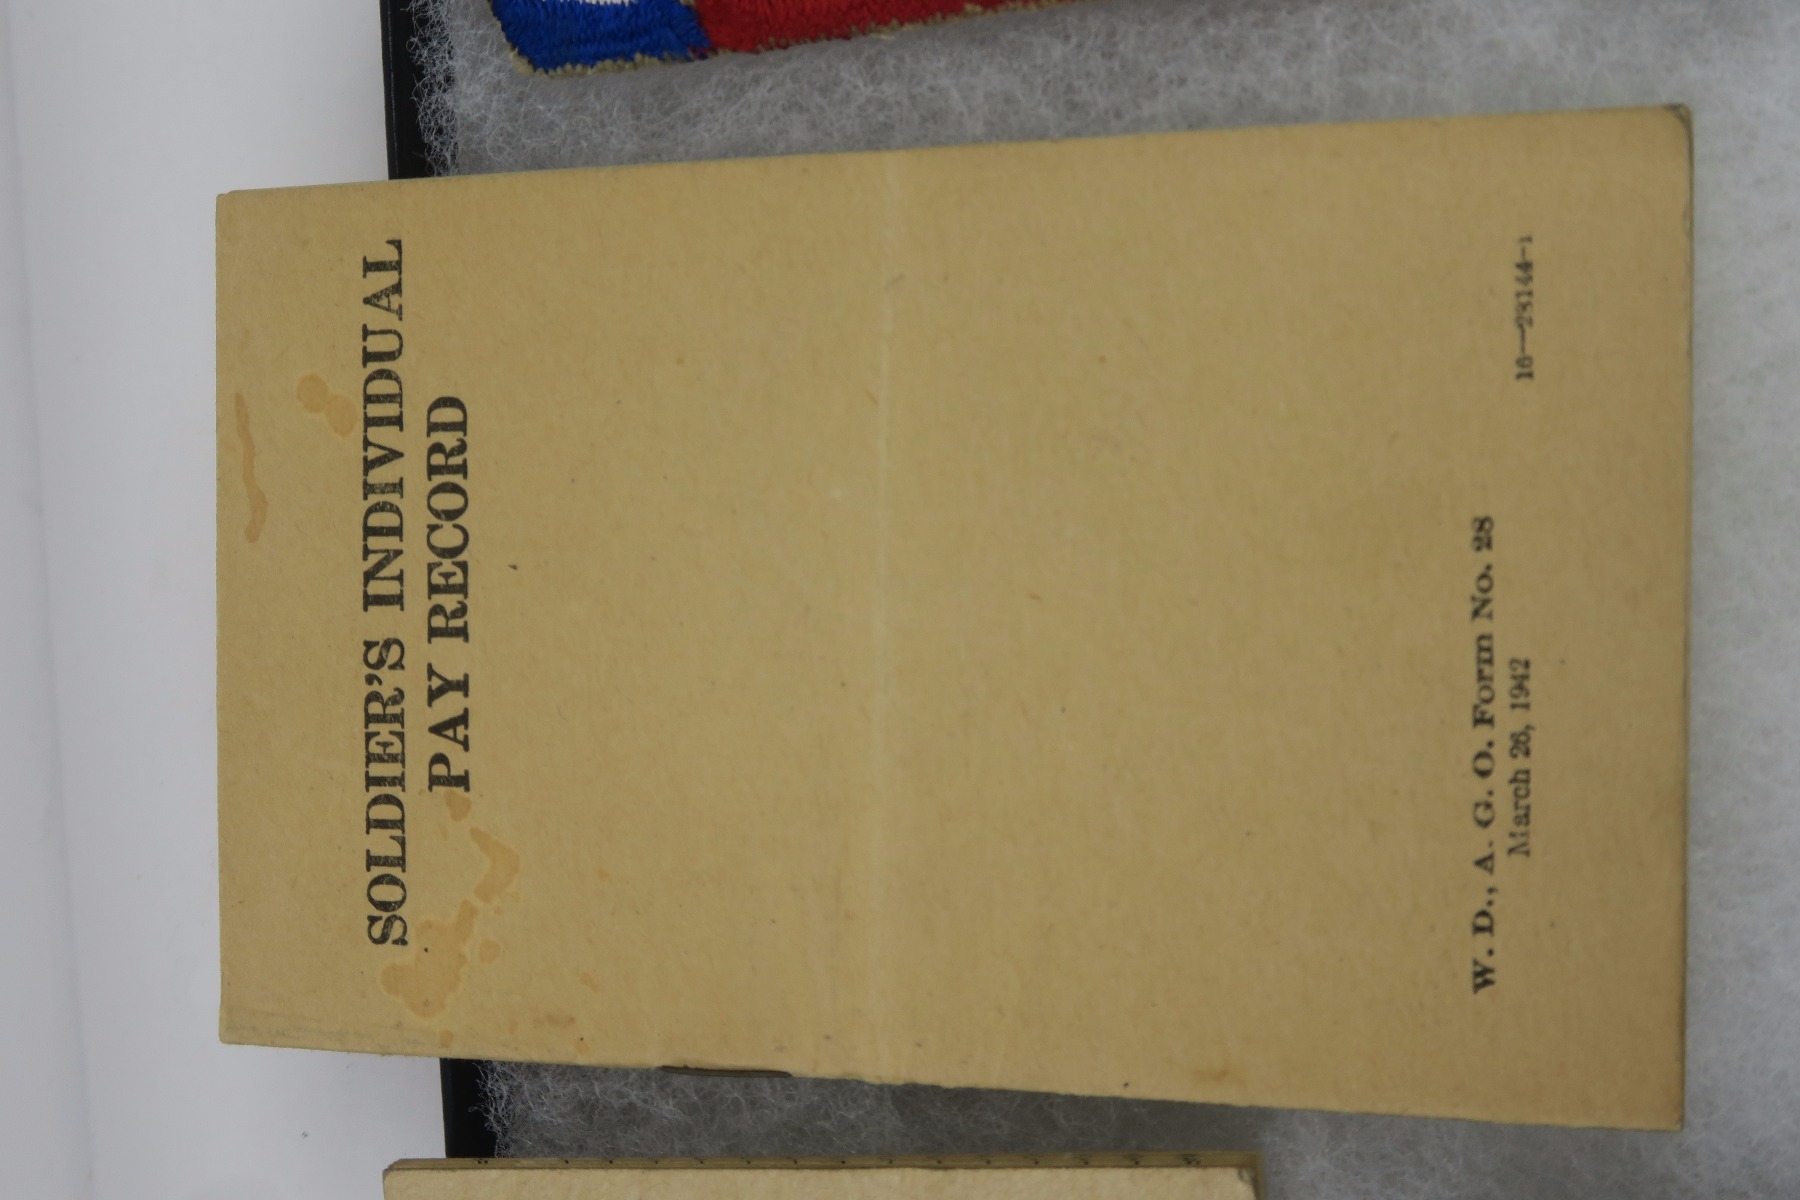 SOLDIER'S INDIVIDUAL
PAY RECORD
W. D., A. G. O. Form No. 28
March 26, 1942
16—28144-1